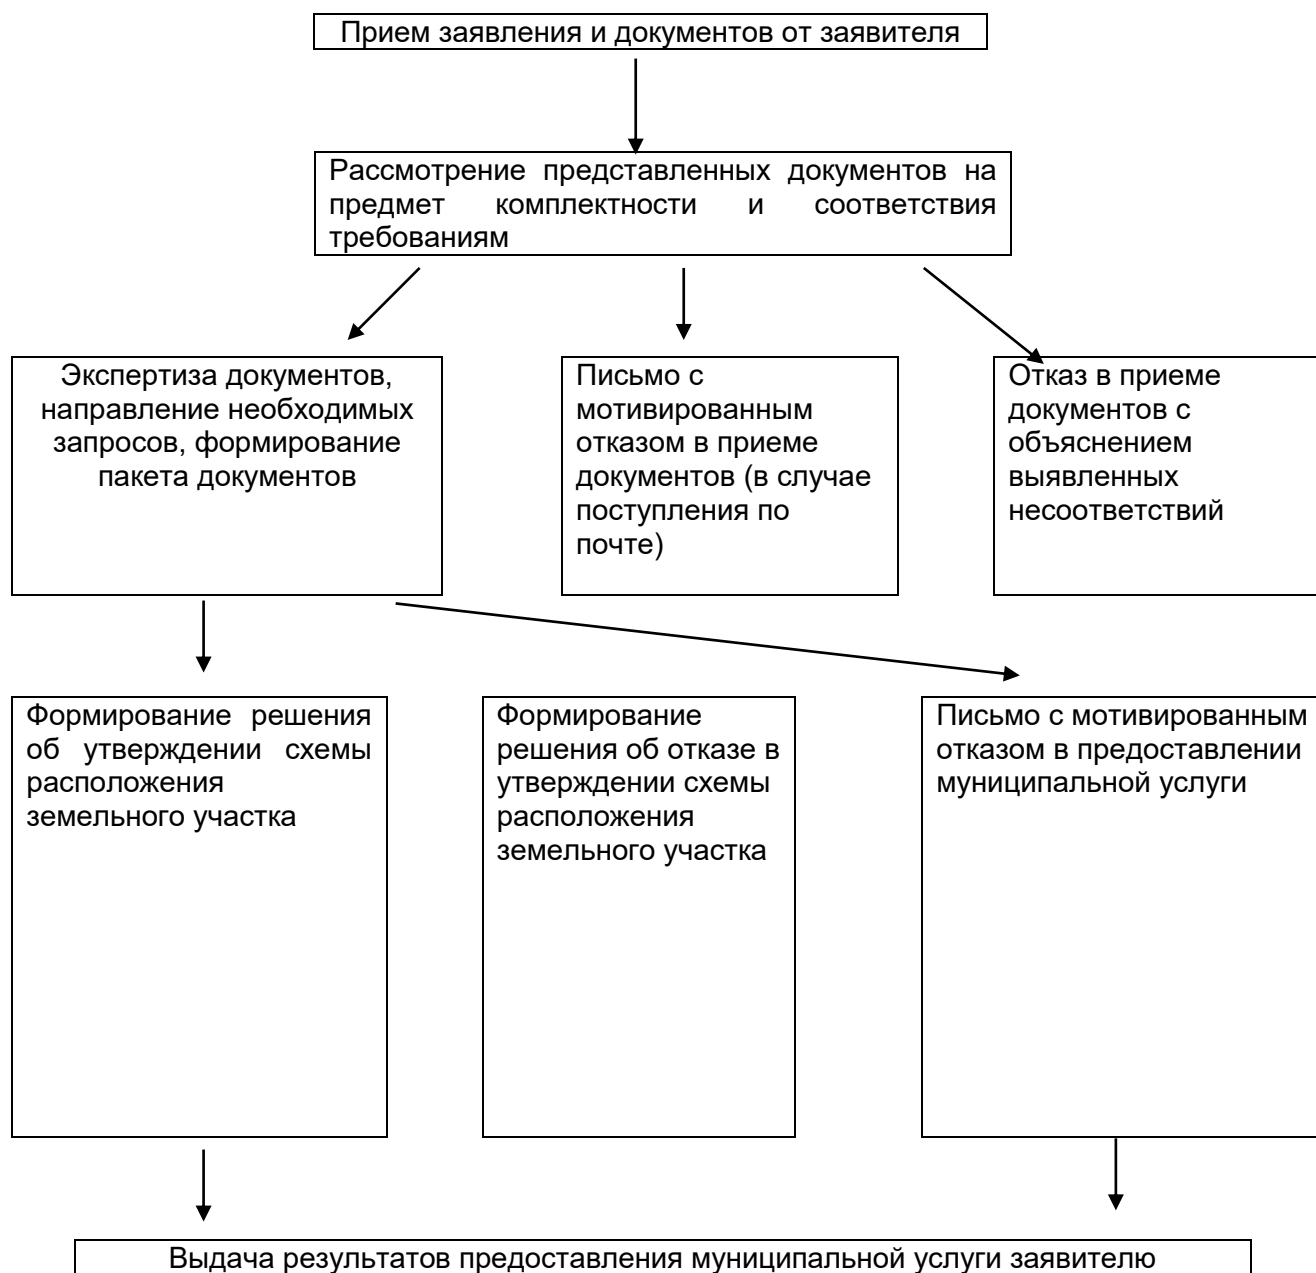 Прием заявления и документов от заявителя
Рассмотрение представленных документов на
предмет комплектности и соответствия
требованиям
Экспертиза документов,
направление необходимых
запросов, формирование
пакета документов
Письмо с
мотивированным
отказом в приеме
документов (в случае
поступления по
почте)
Отказ в приеме
документов с
объяснением
выявленных
несоответствий
Формирование решения
об утверждении схемы
расположения
земельного участка
Формирование
решения об отказе в
утверждении схемы
расположения
земельного участка
Письмо с мотивированным
отказом в предоставлении
муниципальной услуги
Выдача результатов предоставления муниципальной услуги заявителю